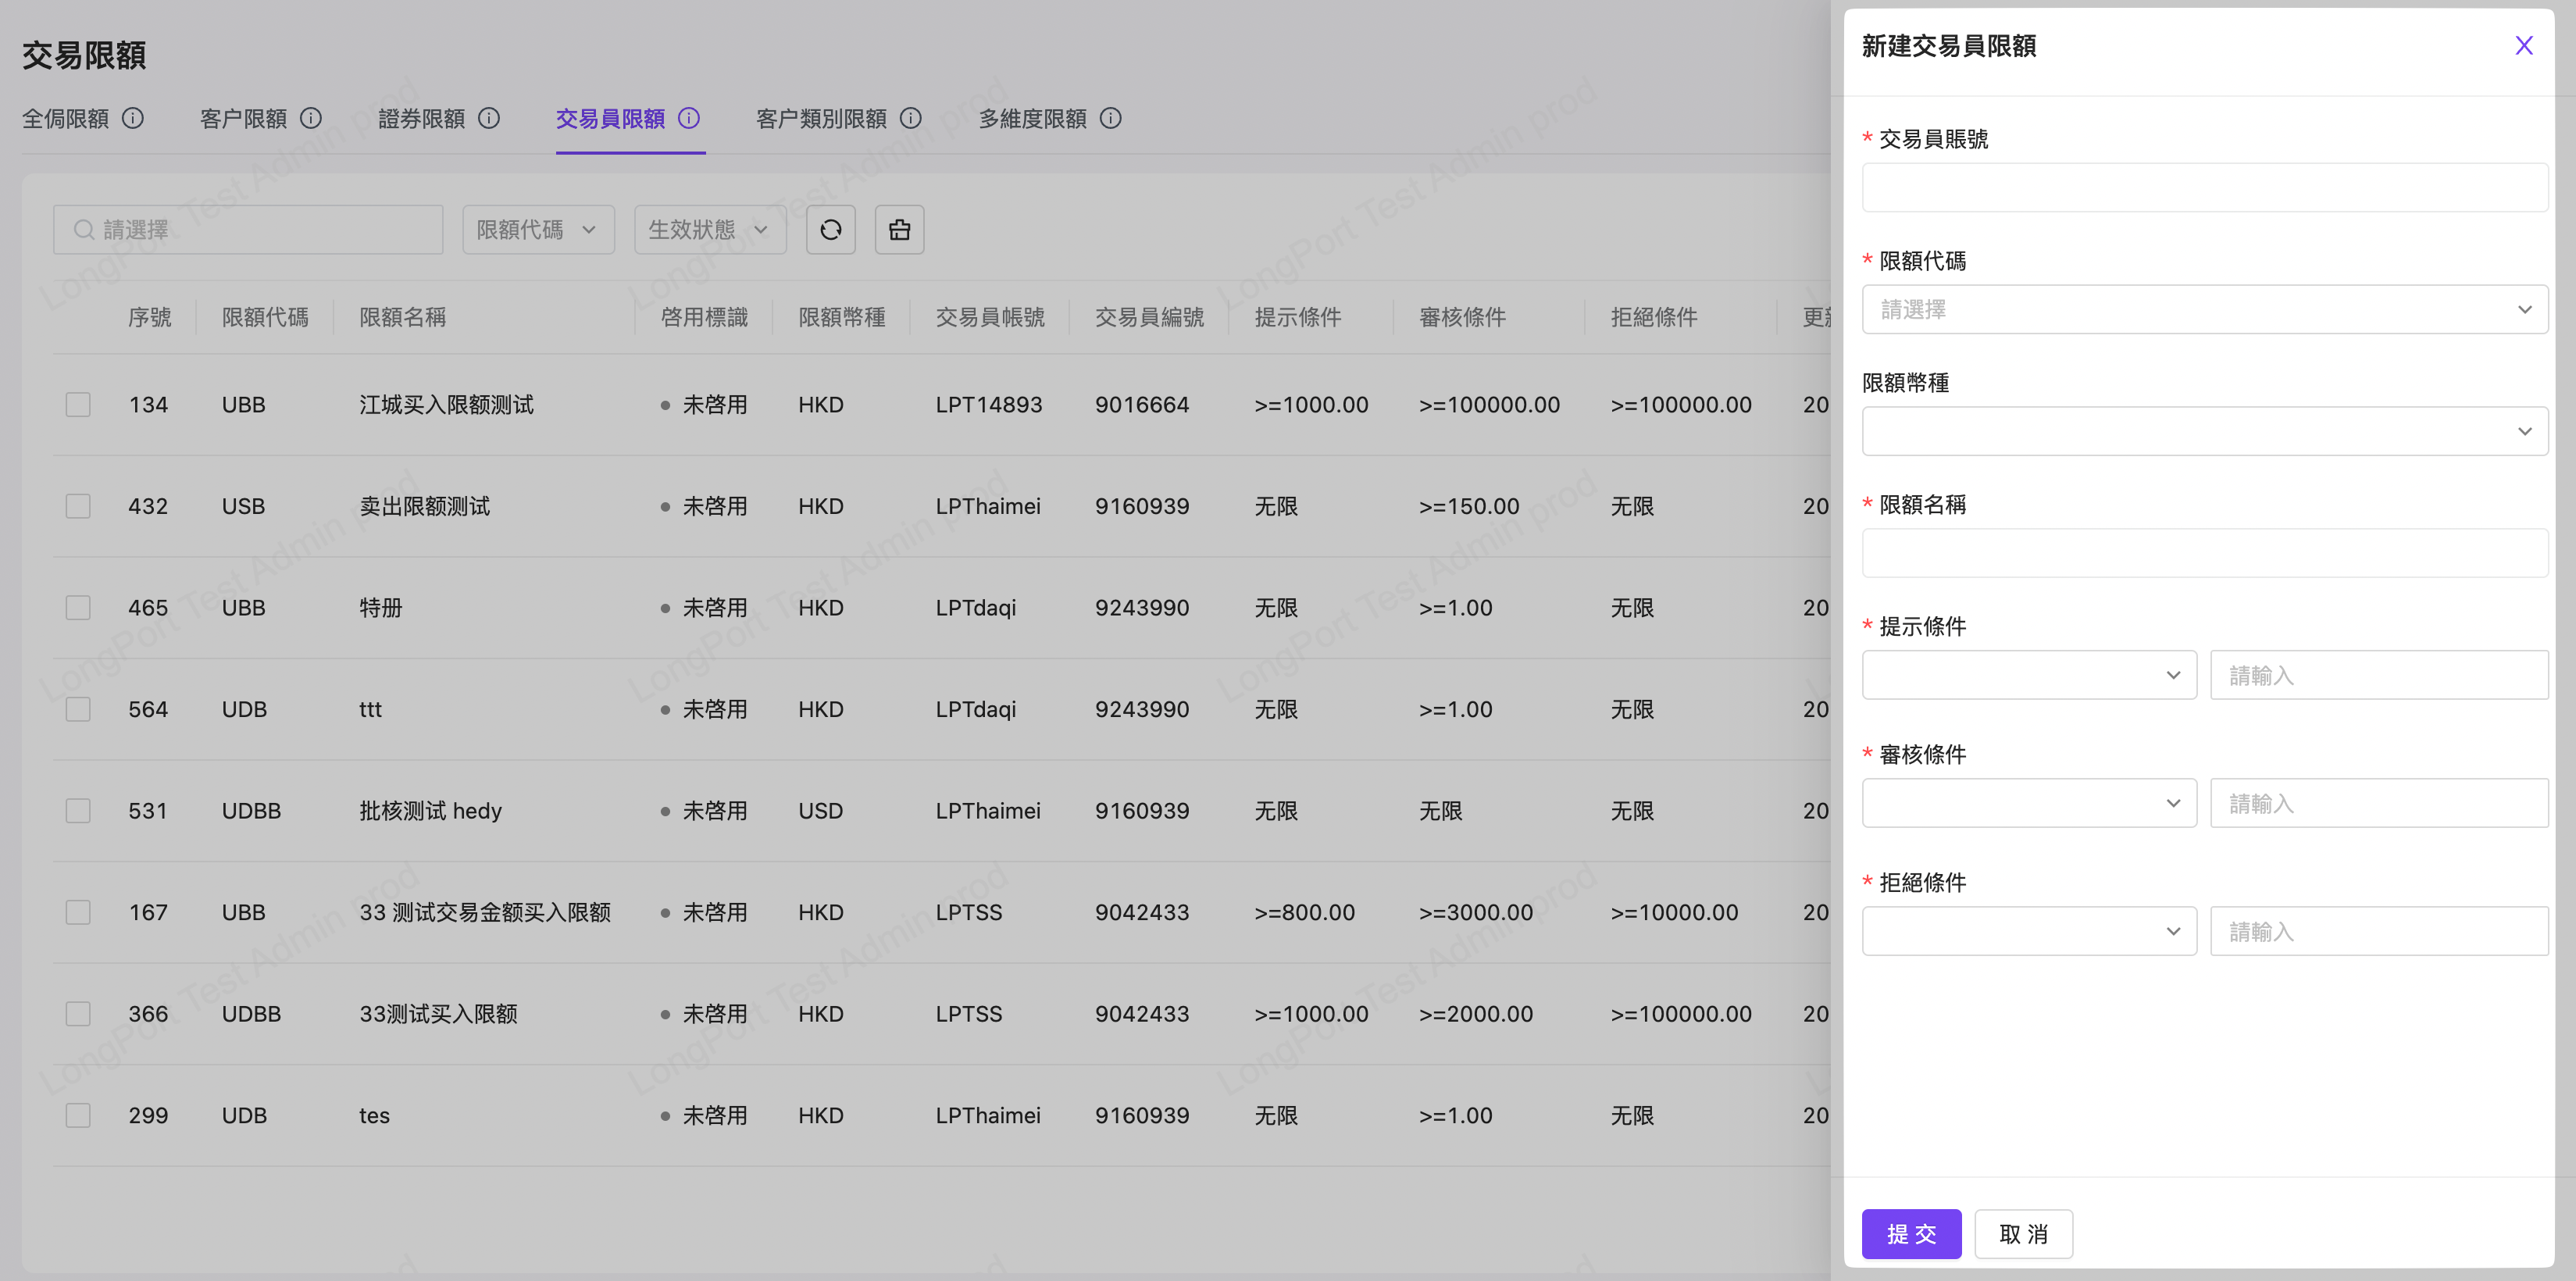 交易限額
全侷限額 客户限額 證券限額 交易員限額 客户類別限額 多維度限額
請選擇 限額代碼 生效狀態
序號 限額代碼 限額名稱 啓用標識 限額幣種 交易員帳號 交易員編號 提示條件 審核條件 拒絕條件
134 UBB 江城买入限额测试 未啓用 HKD LPT14893 9016664 >=1000.00 >=100000.00 >=100000.00 20
432 USB 卖出限额测试 未啓用 HKD LPThaimei 9160939 无限 >=150.00 无限 20
465 UBB 特册 未啓用 HKD LPTdaqi 9243990 无限 >=1.00 无限 20
564 UDB ttt 未啓用 HKD LPTdaqi 9243990 无限 >=1.00 无限 20
531 UDBB 批核测试 hedy 未啓用 USD LPThaimei 9160939 无限 无限 无限 20
167 UBB 33 测试交易金额买入限额 未啓用 HKD LPTSS 9042433 >=800.00 >=3000.00 >=10000.00 20
366 UDBB 33测试买入限额 未啓用 HKD LPTSS 9042433 >=1000.00 >=2000.00 >=100000.00 20
299 UDB tes 未啓用 HKD LPThaimei 9160939 无限 >=1.00 无限 20
LongPort Test Admin prod
新建交易員限額
* 交易員賬號
* 限額代碼
請選擇
限額幣種
* 限額名稱
* 提示條件
請輸入
* 審核條件
請輸入
* 拒絕條件
請輸入
提 交 取 消